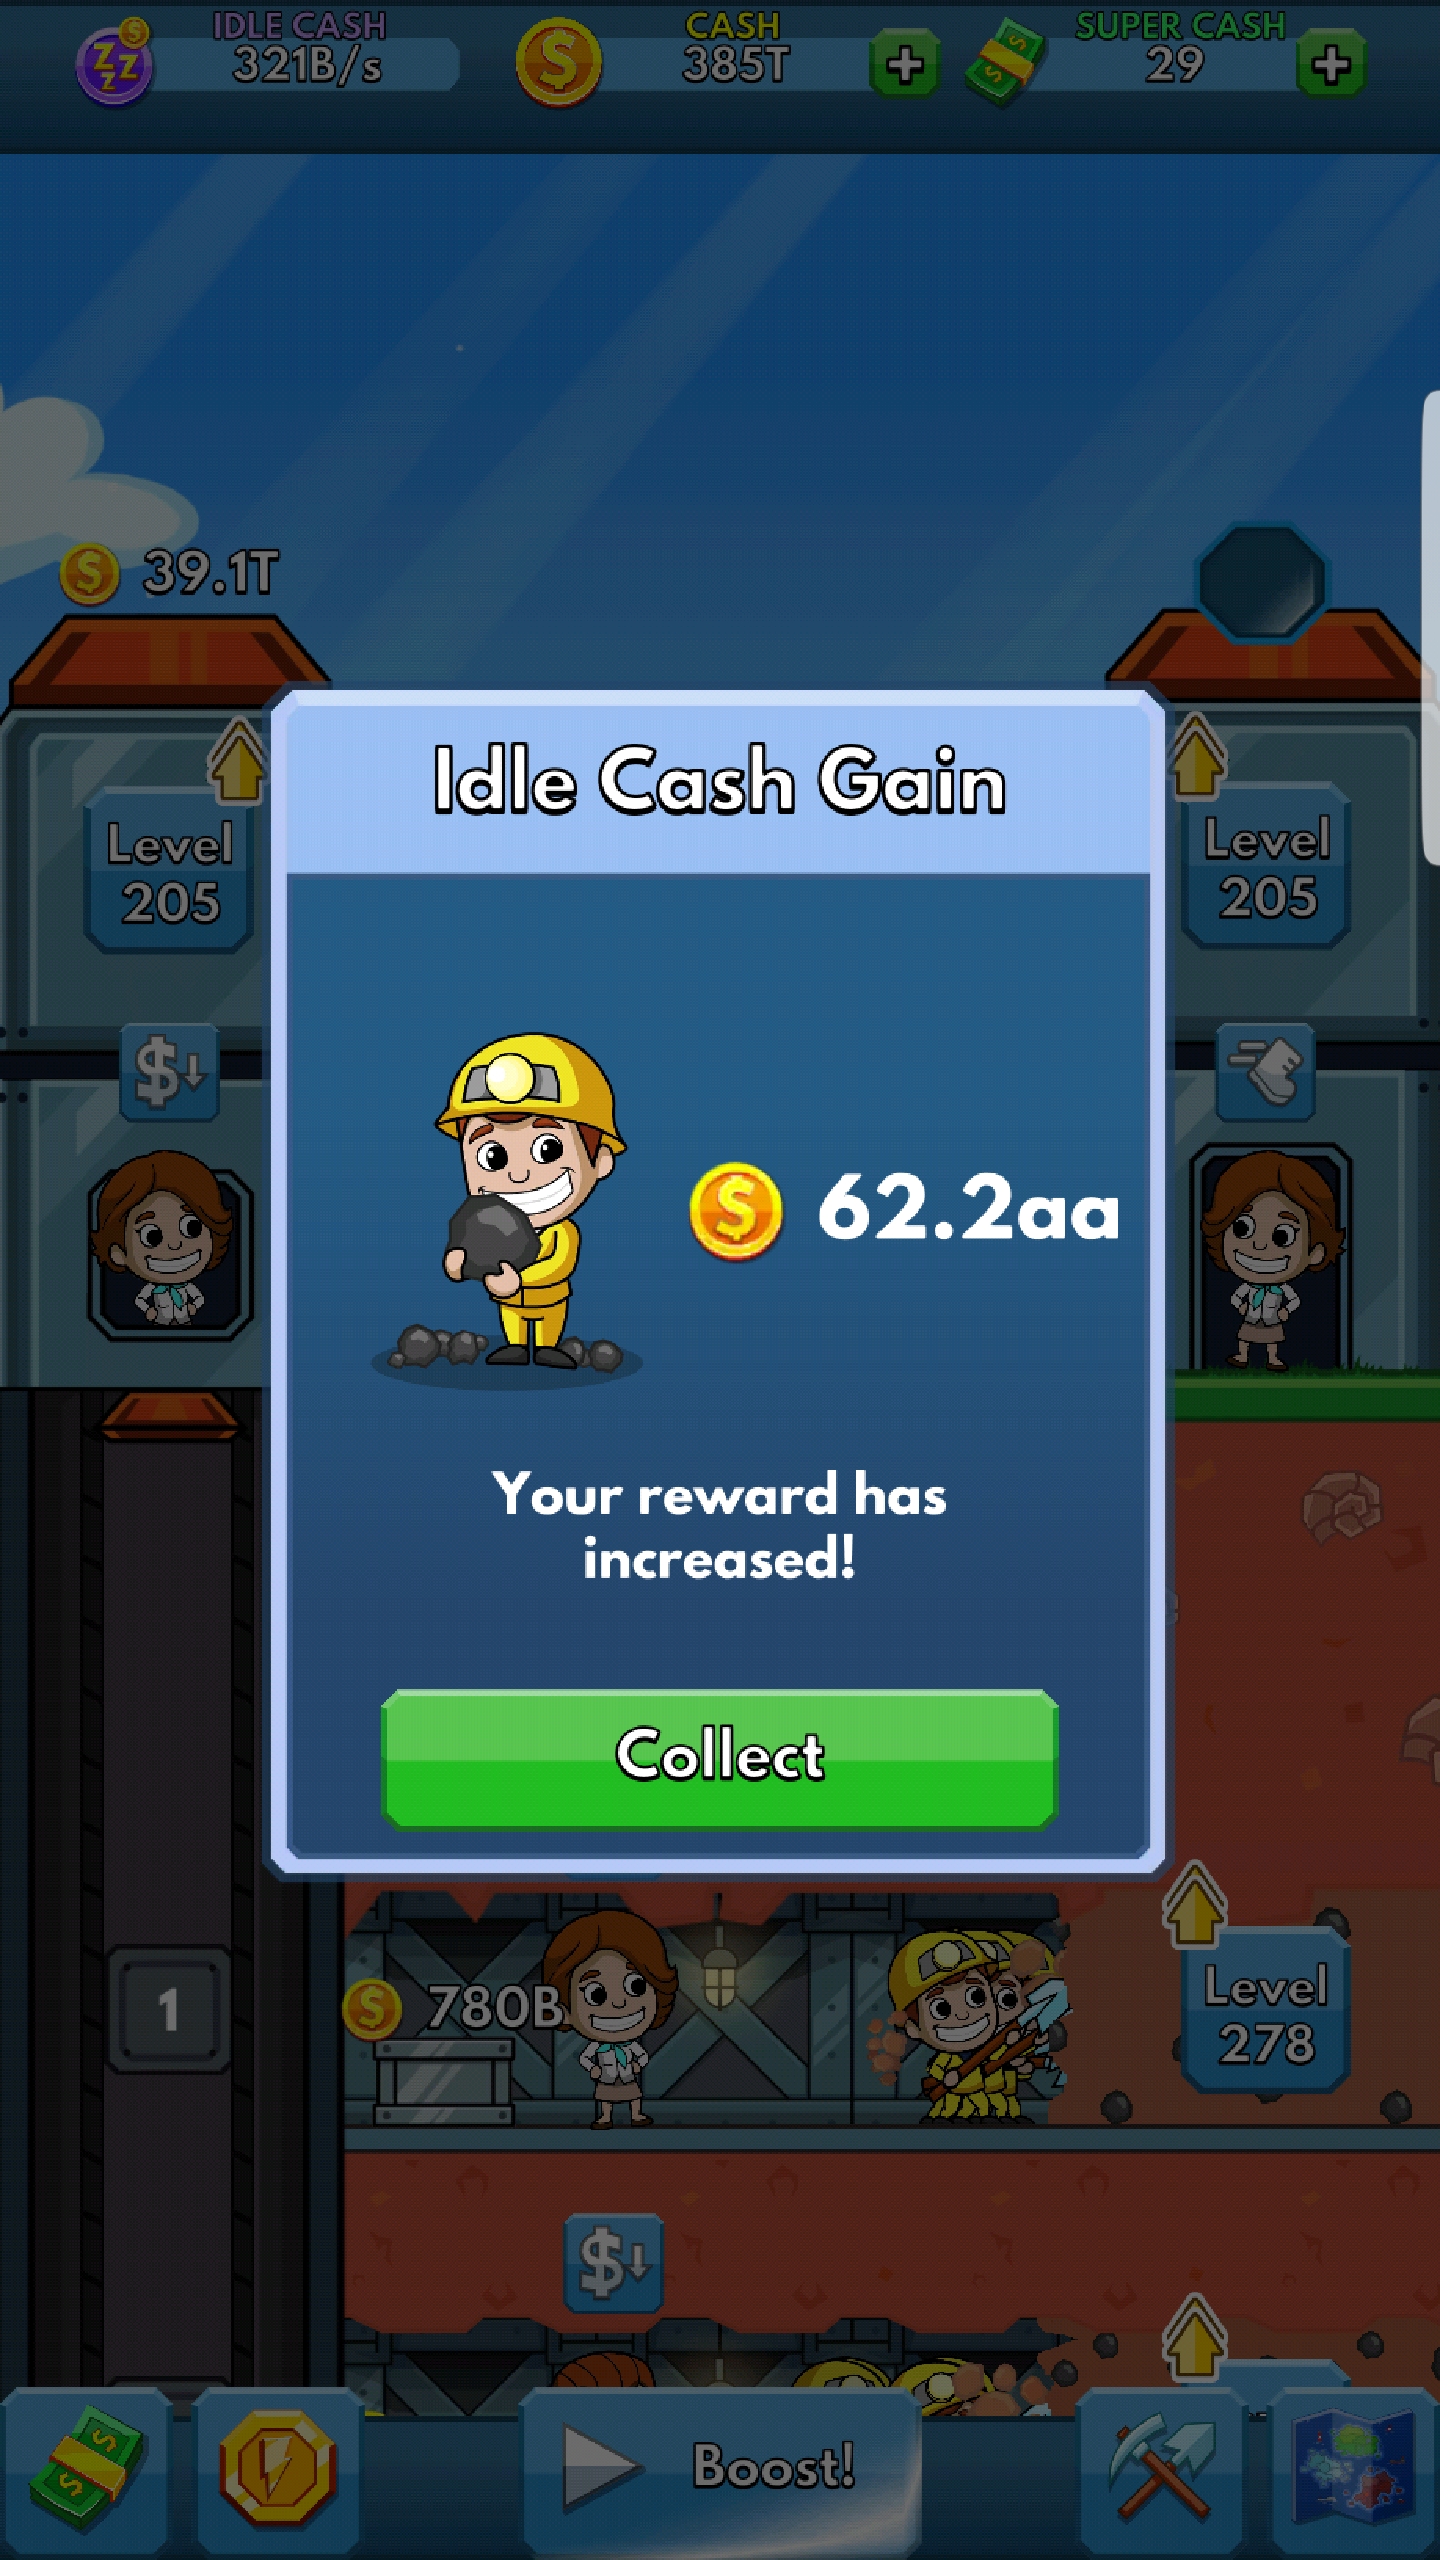 IDLE CASH
321B/s
CASH
385T
SUPER CASH
29
39.1T
Level
205
Level
205
Idle Cash Gain
62.2aa
Your reward has
increased!
Collect
1
780B
Level
278
Boost!